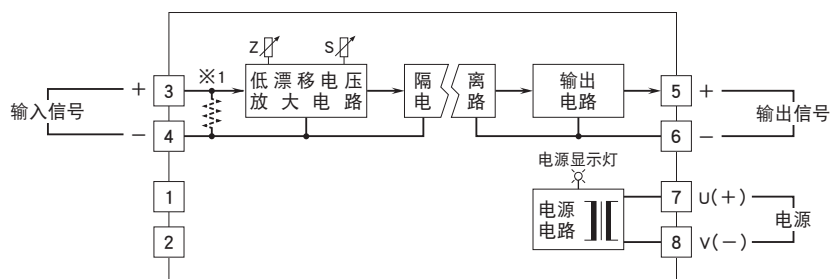 Z
S
※1
低漂移电压
放大电路
隔离
电路
输出
电路
+
3
4
−
输入信号
5
+
6
−
输出信号
1
2
电源显示灯
电源
电路
7
U(+)
8
V(−)
电源